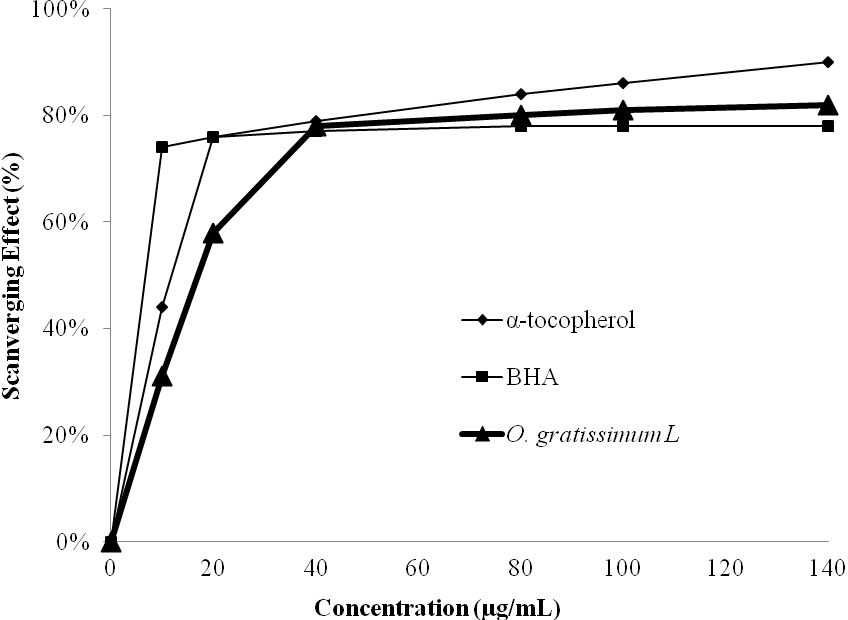 100%
80%
60%
40%
20%
0%
Scanverging Effect (%)
α-tocopherol
BHA
O. gratissimum L
0 20 40 60 80 100 120 140
Concentration (µg/mL)